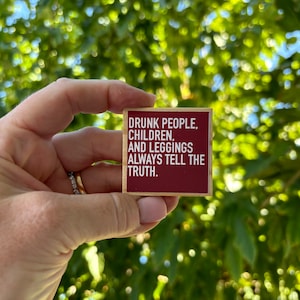 DRUNK PEOPLE,
CHILDREN,
AND LEGGINGS
ALWAYS TELL THE
TRUTH.